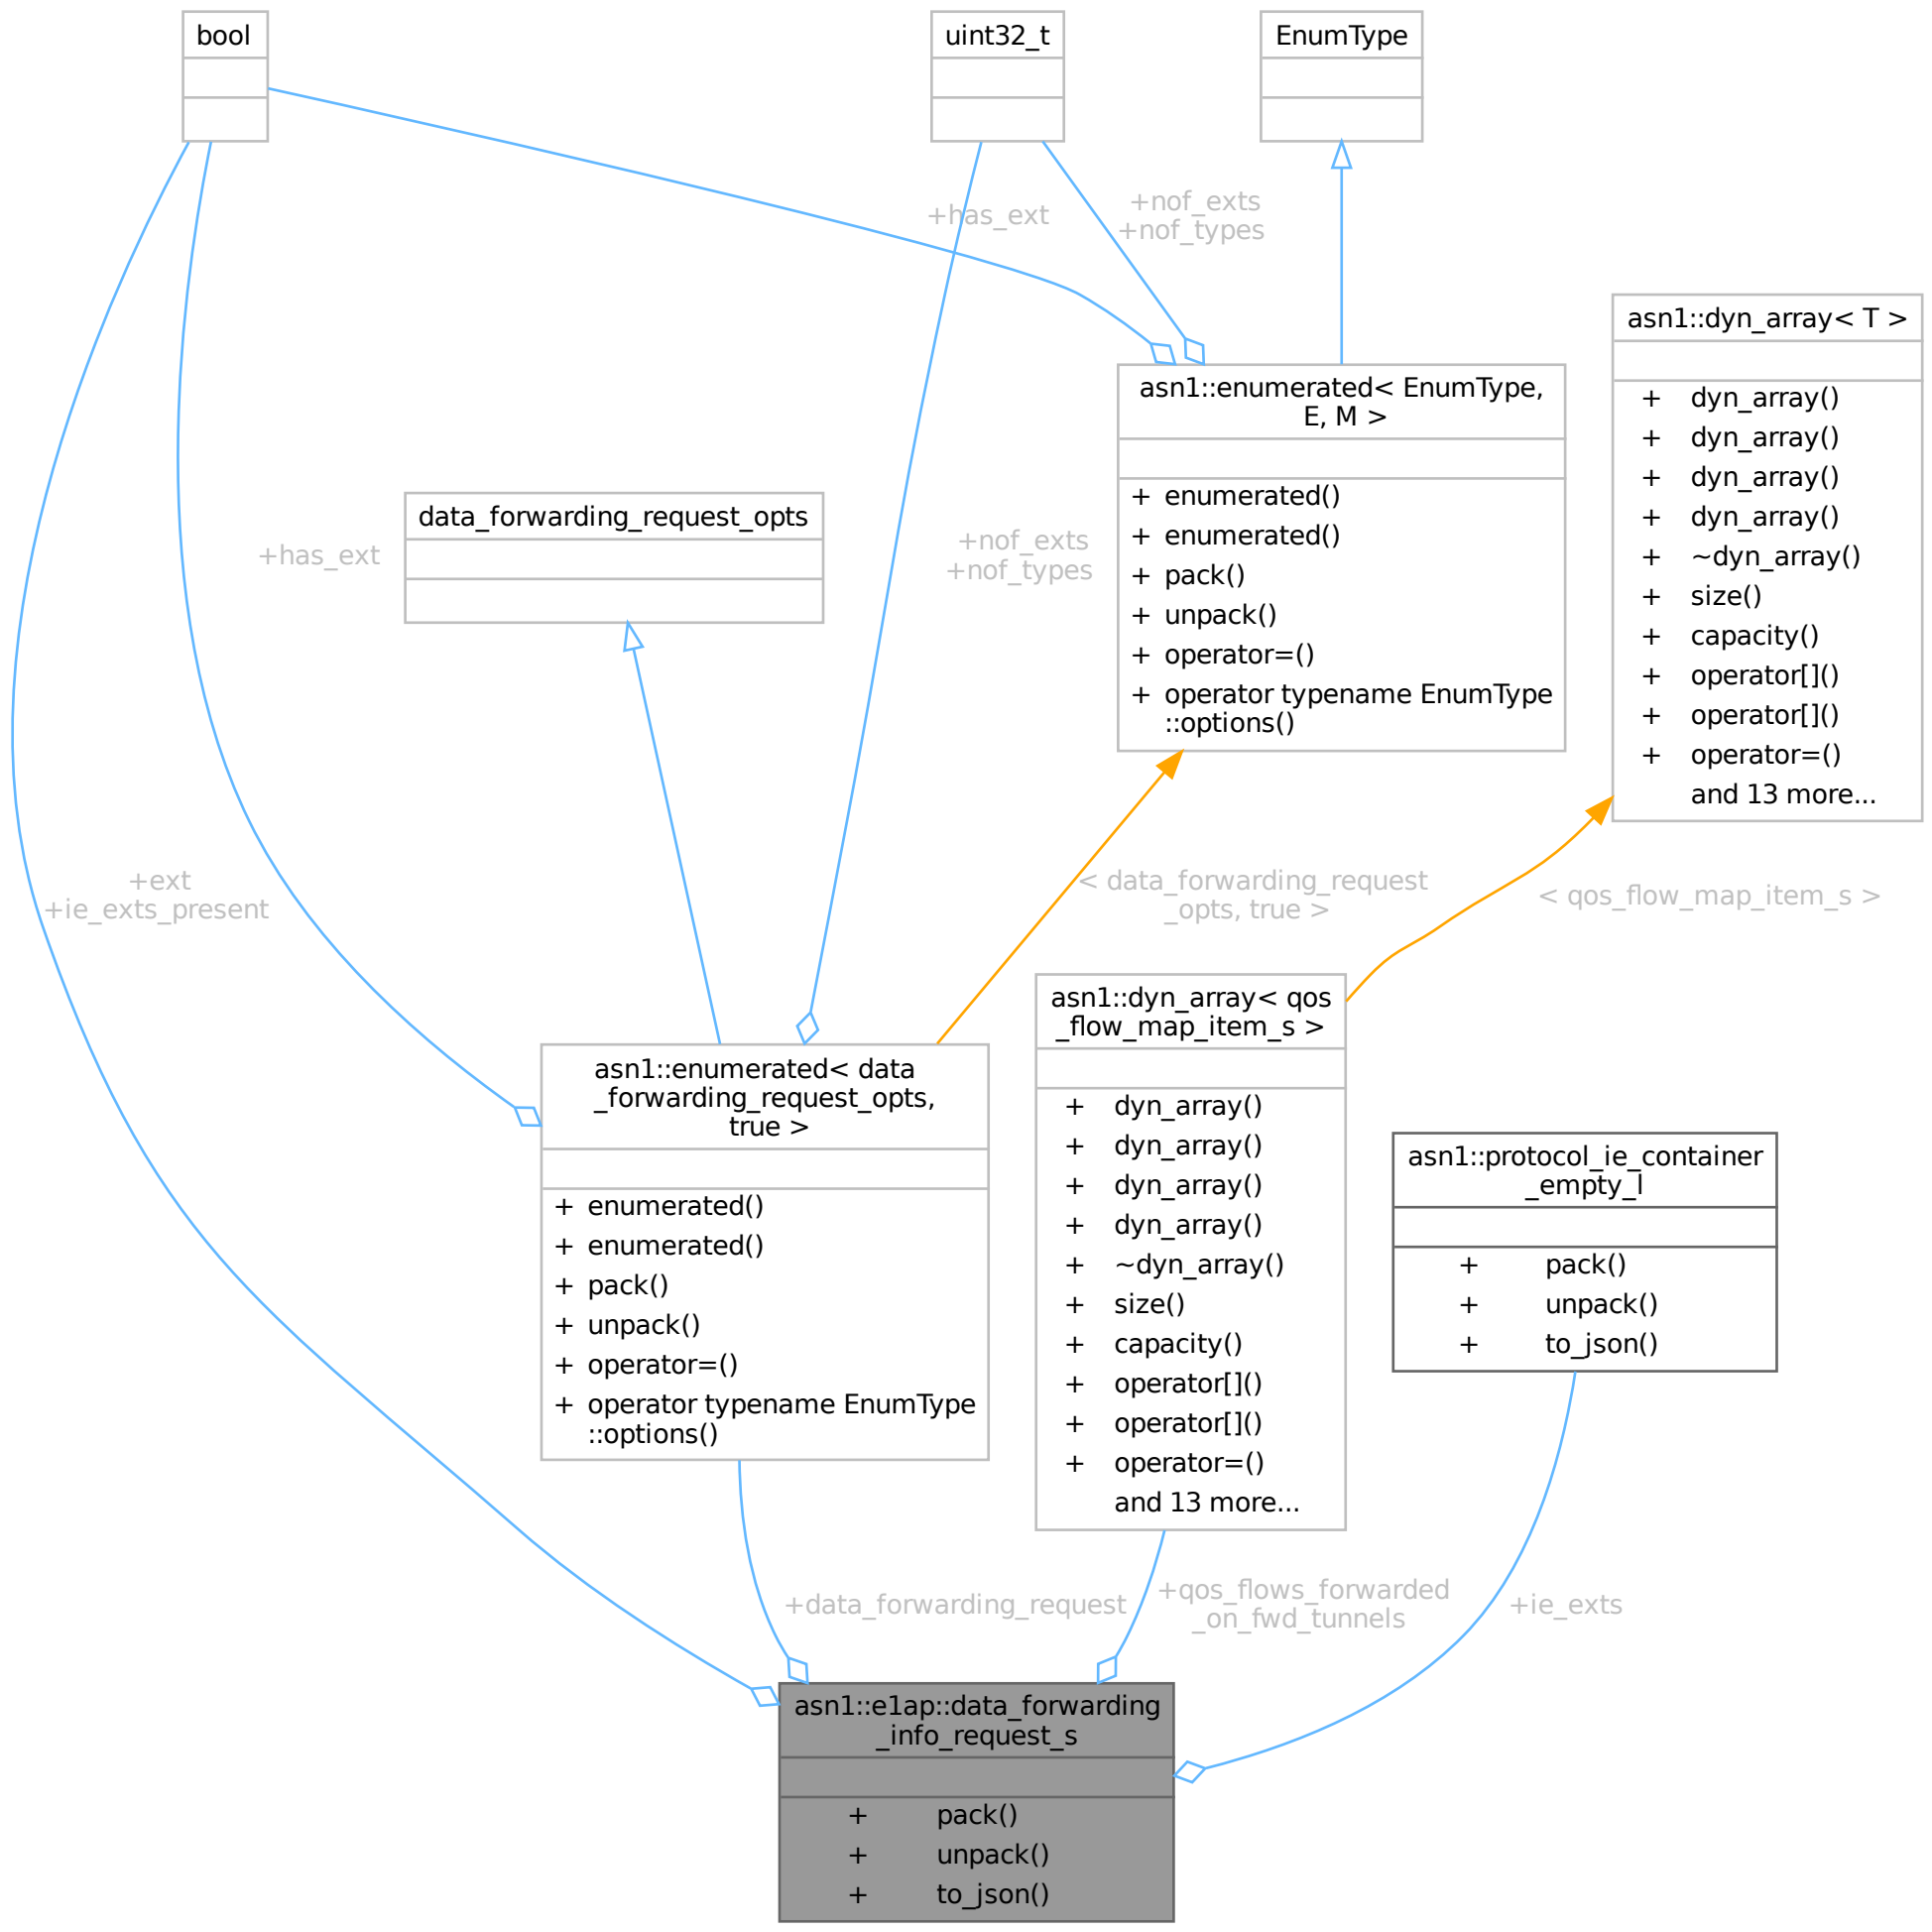 bool
uint32_t
EnumType
+has_ext
+nof_exts
+nof_types
asn1::dyn_array< T >
+ dyn_array()
+ dyn_array()
+ dyn_array()
+ dyn_array()
+ ~dyn_array()
+ size()
+ capacity()
+ operator[]()
+ operator[]()
+ operator=()
and 13 more...
asn1::enumerated< EnumType,
E, M >
+ enumerated()
+ enumerated()
+ pack()
+ unpack()
+ operator=()
+ operator typename EnumType
::options()
data_forwarding_request_opts
+has_ext
+nof_exts
+nof_types
+ext
+ie_exts_present
< data_forwarding_request
_opts, true >
< qos_flow_map_item_s >
asn1::enumerated< data
_forwarding_request_opts,
true >
+ enumerated()
+ enumerated()
+ pack()
+ unpack()
+ operator=()
+ operator typename EnumType
::options()
asn1::dyn_array< qos
_flow_map_item_s >
+ dyn_array()
+ dyn_array()
+ dyn_array()
+ dyn_array()
+ ~dyn_array()
+ size()
+ capacity()
+ operator[]()
+ operator[]()
+ operator=()
and 13 more...
asn1::protocol_ie_container
_empty_l
+ pack()
+ unpack()
+ to_json()
+data_forwarding_request
+qos_flows_forwarded
_on_fwd_tunnels
+ie_exts
asn1::e1ap::data_forwarding
_info_request_s
+ pack()
+ unpack()
+ to_json()